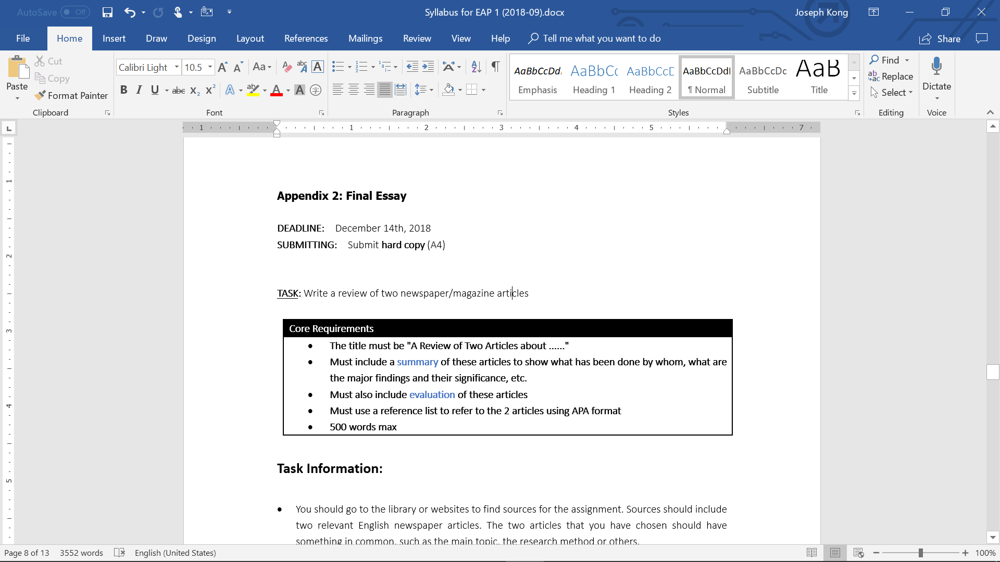 AutoSave Off
Syllabus for EAP 1 (2018-09).docx
Joseph Kong
File Home Insert Draw Design Layout References Mailings Review View Help Tell me what you want to do Share
Paste
Cut
Copy
Format Painter
Clipboard
Calibri Light 10.5
Font
Paragraph
AaBbCcDdI AaBbCc AaBbCcD AaBbCcDdI AaBbCcDc AaB
Emphasis Heading 1 Heading 2 ¶ Normal Subtitle Title
Styles
Find
Replace
Select
Editing
Dictate
Voice
1 1 2 3 4 5 7
1
2
3
4
5
Appendix 2: Final Essay
DEADLINE: December 14th, 2018
SUBMITTING: Submit hard copy (A4)
TASK: Write a review of two newspaper/magazine articles
Core Requirements
• The title must be "A Review of Two Articles about ......"
• Must include a summary of these articles to show what has been done by whom, what are
the major findings and their significance, etc.
• Must also include evaluation of these articles
• Must use a reference list to refer to the 2 articles using APA format
• 500 words max
Task Information:
• You should go to the library or websites to find sources for the assignment. Sources should include
two relevant English newspaper articles. The two articles that you have chosen should have
something in common, such as the main topic, the research method or others.
Page 8 of 13 3552 words English (United States) 100%